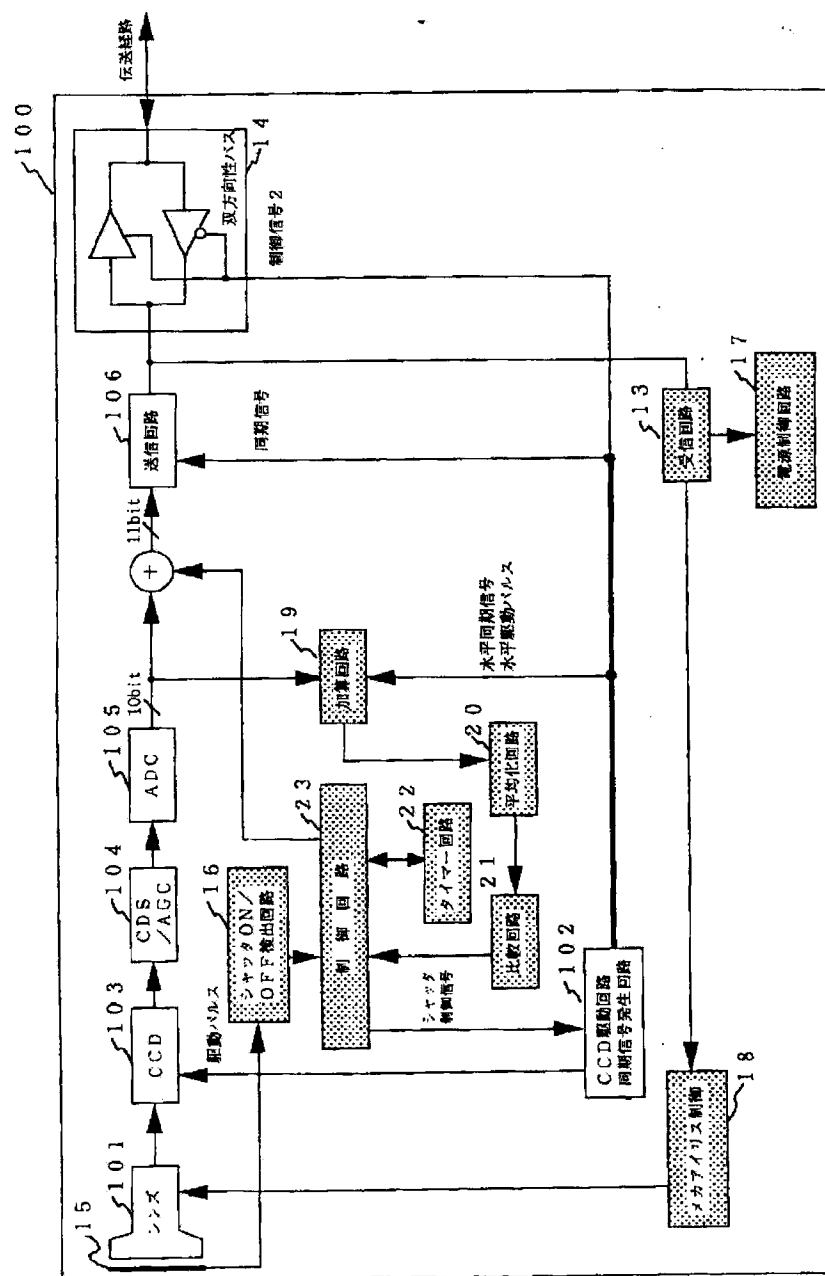 100
伝送経路
14
双方向性バス
制御信号2
106
送信回路
同期信号
13
受信回路
17
電源制御回路
11bit
+
10bit
19
加算回路
水平同期信号
水平駆動パルス
105
ADC
20
平均化回路
23
制御回路
22
タイマー回路
21
比較回路
104
CDS
/AGC
16
シャッタON/
OFF検出回路
シャッタ
制御信号
102
CCD駆動回路
同期信号発生回路
103
CCD
駆動パルス
15
101
レンズ
18
メカアイリス制御